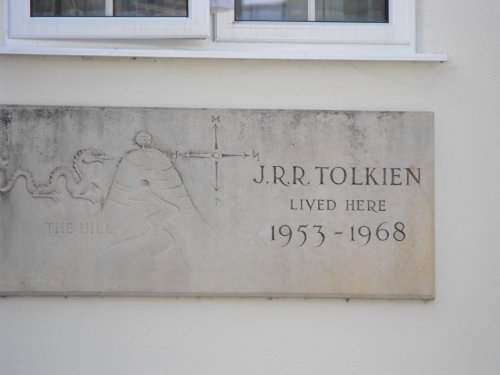 J.R.R. TOLKIEN
LIVED HERE
1953 - 1968
THE HILL